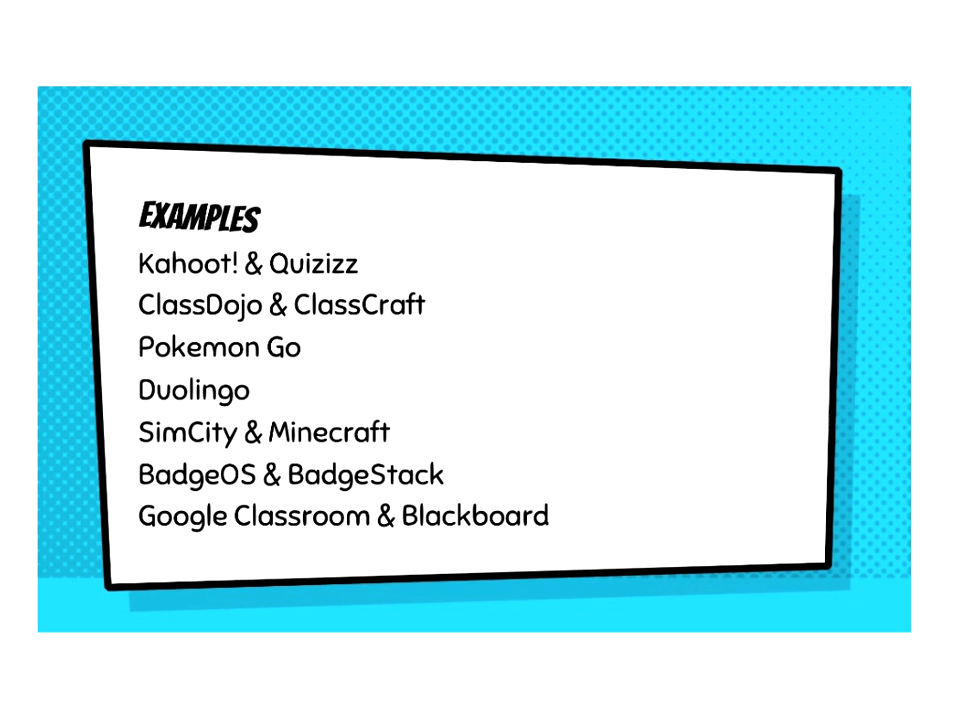 EXAMPLES
Kahoot! & Quizizz
ClassDojo & ClassCraft
Pokemon Go
Duolingo
SimCity & Minecraft
BadgeOS & BadgeStack
Google Classroom & Blackboard